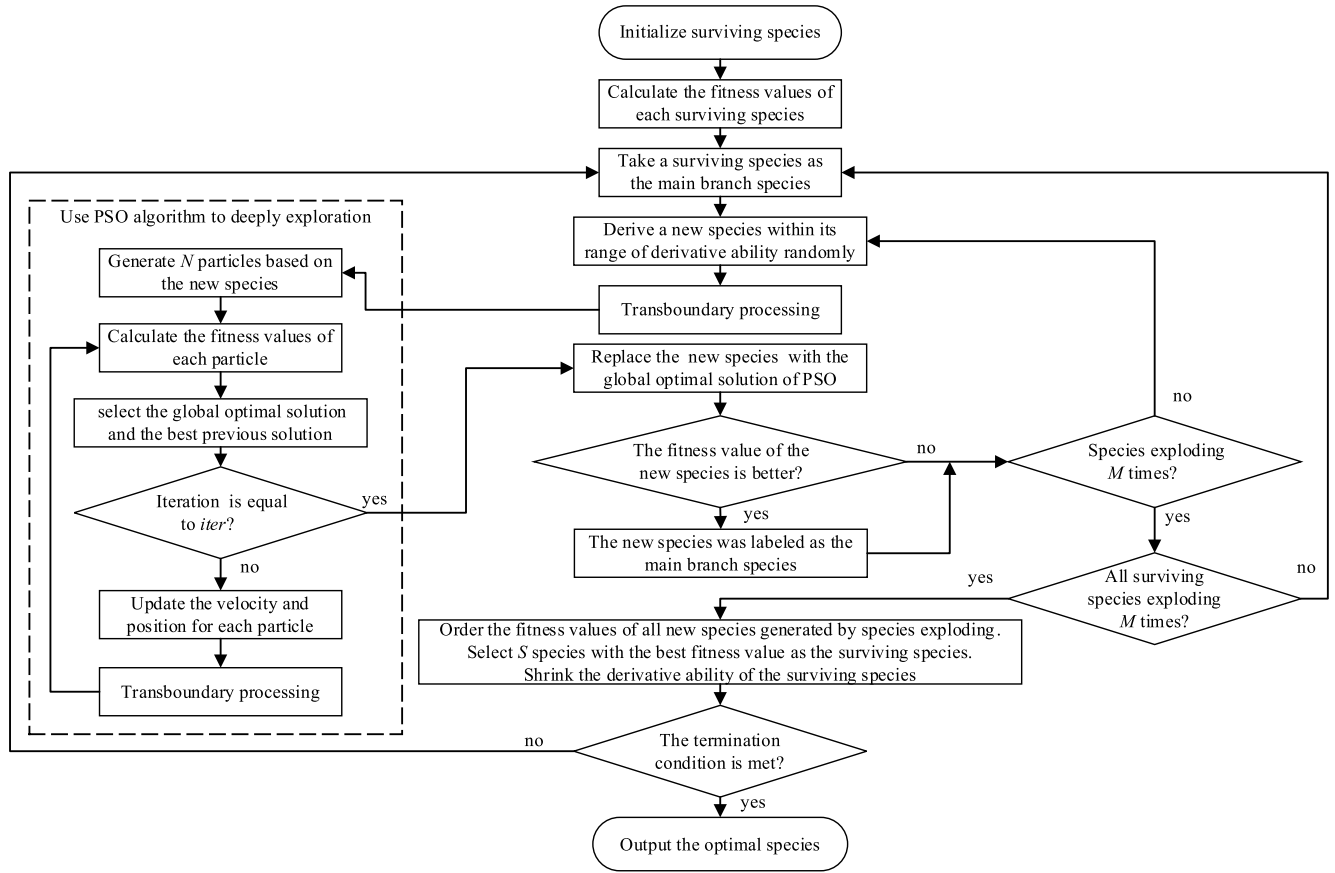 Initialize surviving species
Calculate the fitness values of
each surviving species
Take a surviving species as
the main branch species
Derive a new species within its
range of derivative ability randomly
Transboundary processing
Use PSO algorithm to deeply exploration
Generate N particles based on
the new species
Calculate the fitness values of
each particle
select the global optimal solution
and the best previous solution
Iteration is equal
to iter?
yes
no
Update the velocity and
position for each particle
Transboundary processing
Replace the new species with the
global optimal solution of PSO
The fitness value of the
new species is better?
no
yes
The new species was labeled as the
main branch species
Species exploding
M times?
no
yes
All surviving
species exploding
M times?
no
yes
Order the fitness values of all new species generated by species exploding.
Select S species with the best fitness value as the surviving species.
Shrink the derivative ability of the surviving species
The termination
condition is met?
no
yes
Output the optimal species